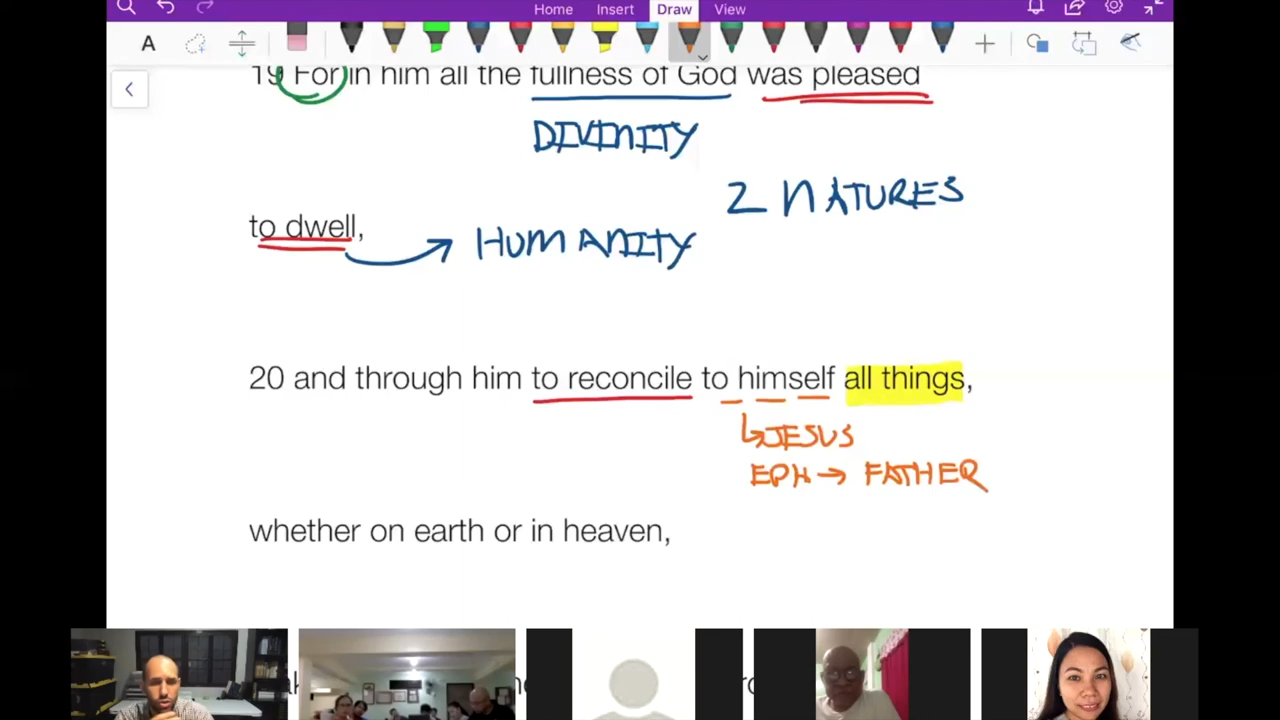 Home Insert Draw View
A
19 For in him all the fullness of God was pleased
DIVINITY
2 NATURES
to dwell,
HUMANITY
20 and through him to reconcile to himself all things,
JESUS
EPH → FATHER
whether on earth or in heaven,